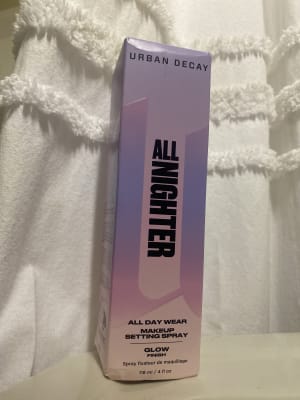 URBAN DECAY
ALL
NIGHTER
ALL DAY WEAR
MAKEUP
SETTING SPRAY
GLOW
FINISH
Spray fixateur de maquillage
118 ml / 4 fl oz